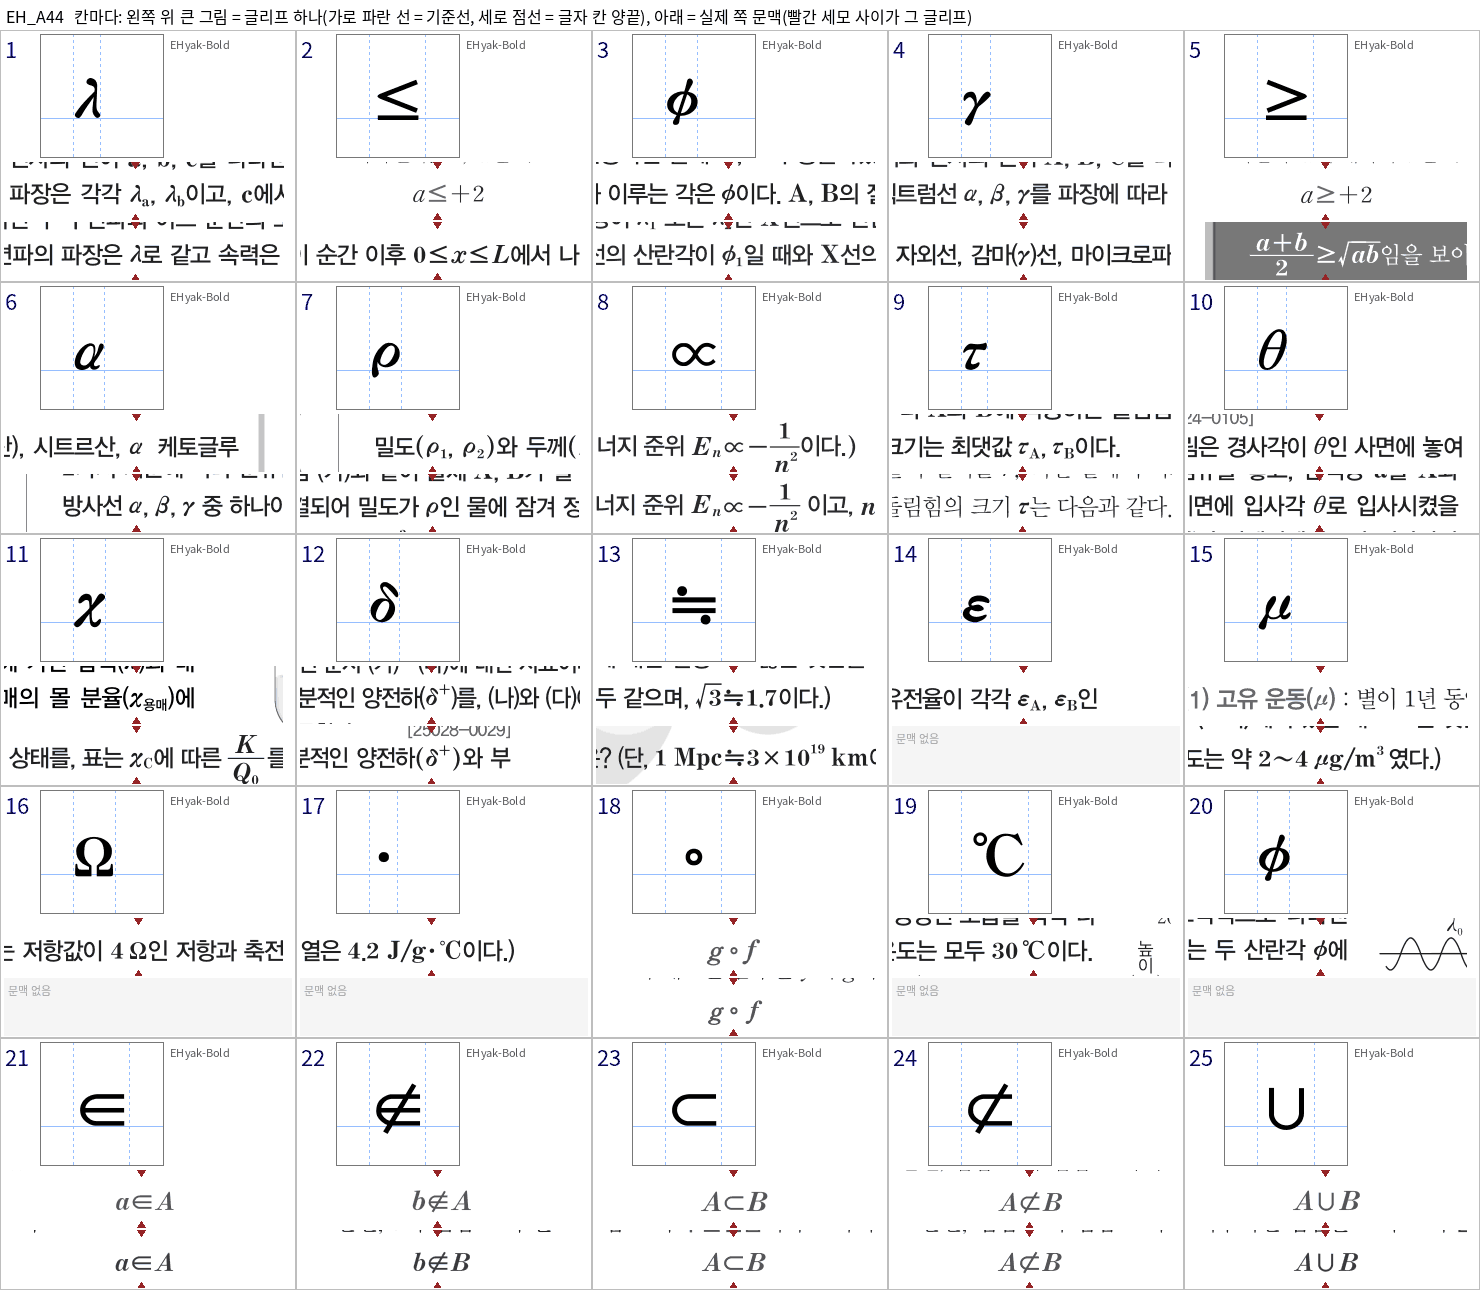 EH_A44 칸마다: 왼쪽 위 큰 그림 = 글리프 하나(가로 파란 선 = 기준선, 세로 점선 = 글자 칸 양끝), 아래 = 실제 쪽 문맥(빨간 세모 사이가 그 글리프)
1 λ EHyak-Bold
파장은 각각 λa, λb이고, c에서
면파의 파장은 λ로 같고 속력은
2 ≤ EHyak-Bold
a≤+2
순간 이후 0≤x≤L에서 나
3 ϕ EHyak-Bold
이루는 각은 ϕ이다. A, B의 질
선의 산란각이 ϕ1일 때와 X선의
4 γ EHyak-Bold
트럼선 α, β, γ를 파장에 따라
자외선, 감마(γ)선, 마이크로파
5 ≥ EHyak-Bold
a≥+2
a+b/2≥√ab임을 보이
6 α EHyak-Bold
산), 시트르산, α 케토글루
방사선 α, β, γ 중 하나이
7 ρ EHyak-Bold
밀도(ρ1, ρ2)와 두께(
결되어 밀도가 ρ인 물에 잠겨 정
8 ∝ EHyak-Bold
너지 준위 En∝−1/n²이다.)
너지 준위 En∝−1/n² 이고, n
9 τ EHyak-Bold
크기는 최댓값 τA, τB이다.
돌림힘의 크기 τ는 다음과 같다.
10 θ EHyak-Bold
24-0105]
림은 경사각이 θ인 사면에 놓여
면에 입사각 θ로 입사시켰을
11 χ EHyak-Bold
매의 몰 분율(χ용매)에
상태를, 표는 χC에 따른 K/Q0를
12 δ EHyak-Bold
분적인 양전하(δ⁺)를, (나)와 (다)
[25028-0029]
분적인 양전하(δ⁺)와 부
13 ≒ EHyak-Bold
두 같으며, √3≒1.7이다.)
? (단, 1 Mpc≒3×10¹⁹ km이
14 ε EHyak-Bold
유전율이 각각 εA, εB인
문맥 없음
15 μ EHyak-Bold
1) 고유 운동(μ) : 별이 1년 동
도는 약 2~4 μg/m³ 였다.)
16 Ω EHyak-Bold
는 저항값이 4 Ω인 저항과 축전
문맥 없음
17 · EHyak-Bold
열은 4.2 J/g·℃이다.)
문맥 없음
18 ∘ EHyak-Bold
g∘f
g∘f
19 ℃ EHyak-Bold
온도는 모두 30 ℃이다.
높이
문맥 없음
20 ϕ EHyak-Bold
는 두 산란각 ϕ에
λ0
문맥 없음
21 ∈ EHyak-Bold
a∈A
a∈A
22 ∉ EHyak-Bold
b∉A
b∉B
23 ⊂ EHyak-Bold
A⊂B
A⊂B
24 ⊄ EHyak-Bold
A⊄B
A⊄B
25 ∪ EHyak-Bold
A∪B
A∪B